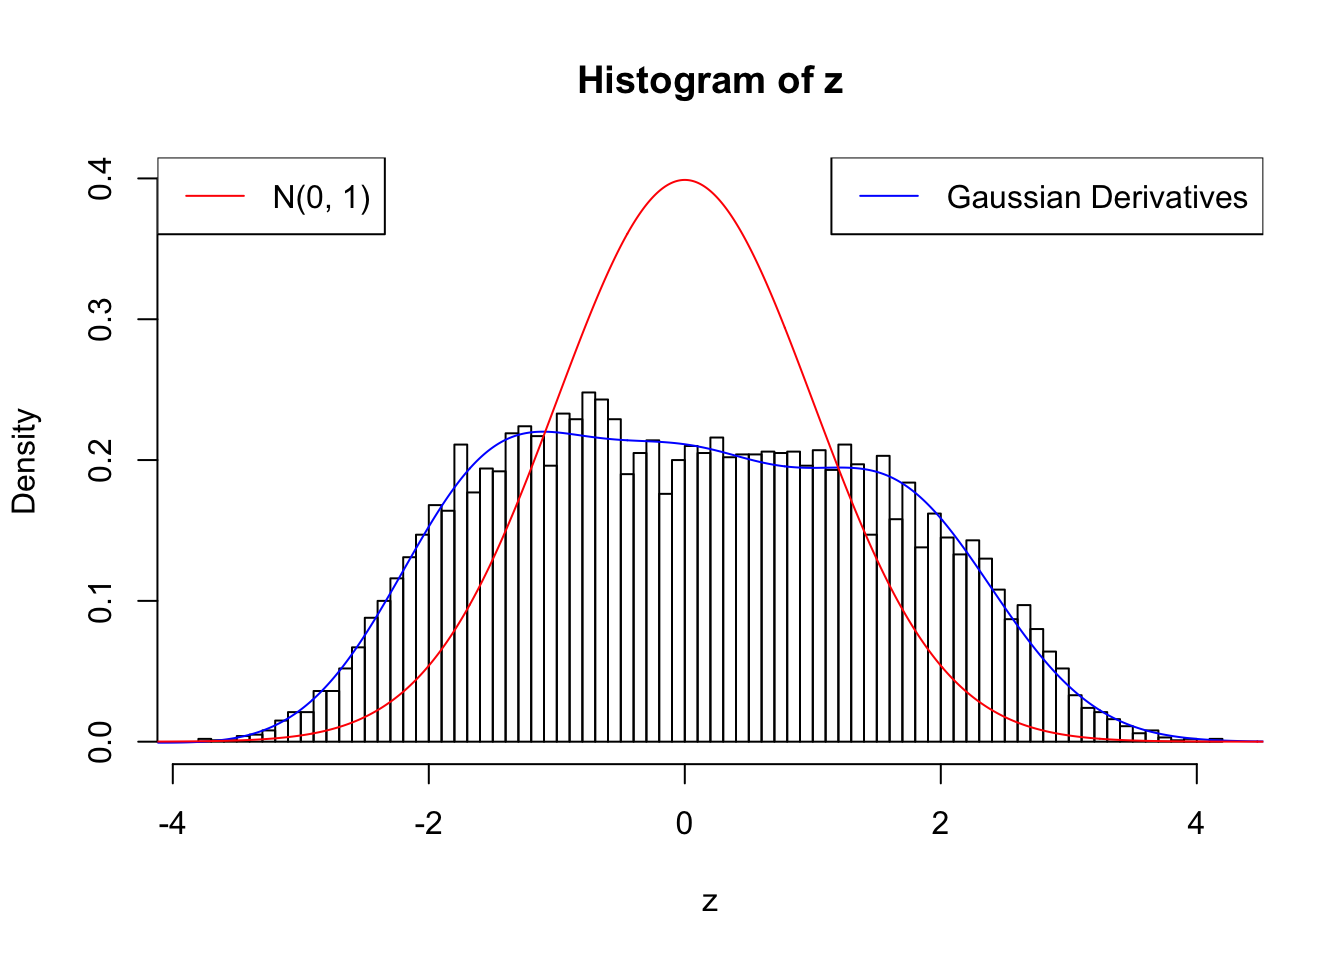 Histogram of z
N(0, 1)
Gaussian Derivatives
Density
0.4
0.3
0.2
0.1
0.0
-4 -2 0 2 4
z